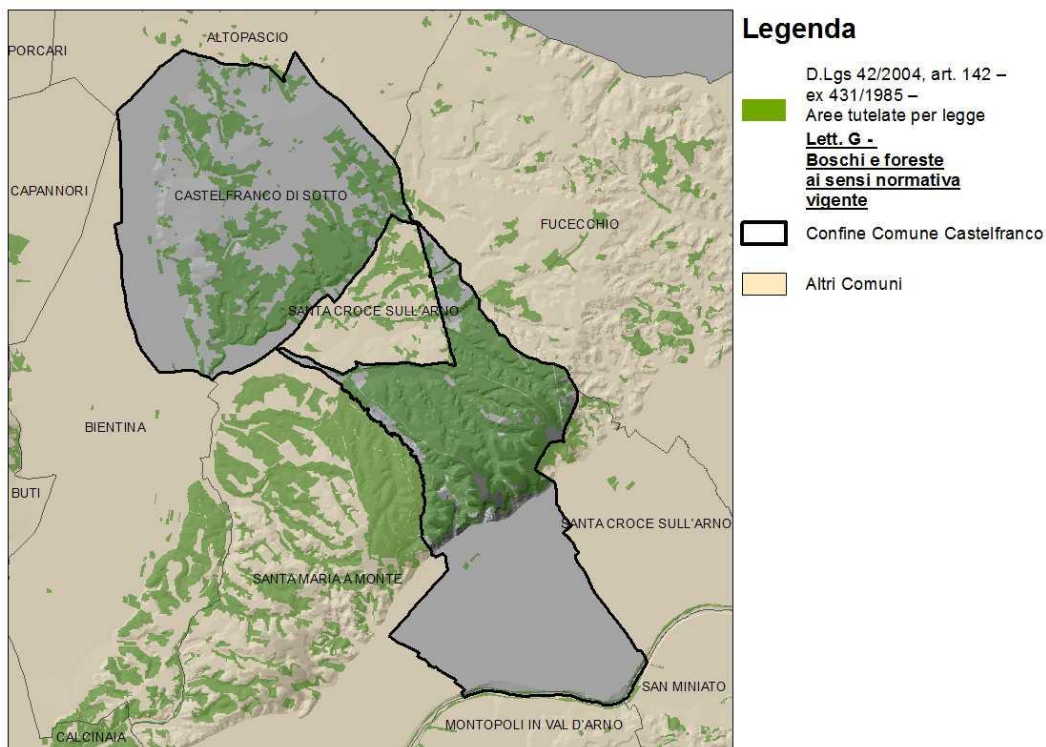 ALTOPASCIO
PORCARI
CAPANNORI
CASTELFRANCO DI SOTTO
FUCECCHIO
SANTA CROCE SULL'ARNO
BIENTINA
BUTI
SANTA CROCE SULL'ARNO
SANTA MARIA A MONTE
SAN MINIATO
MONTOPOLI IN VAL D'ARNO
CALCINAIA
Legenda
D.Lgs 42/2004, art. 142 –
ex 431/1985 –
Aree tutelate per legge
Lett. G -
Boschi e foreste
ai sensi normativa
vigente
Confine Comune Castelfranco
Altri Comuni